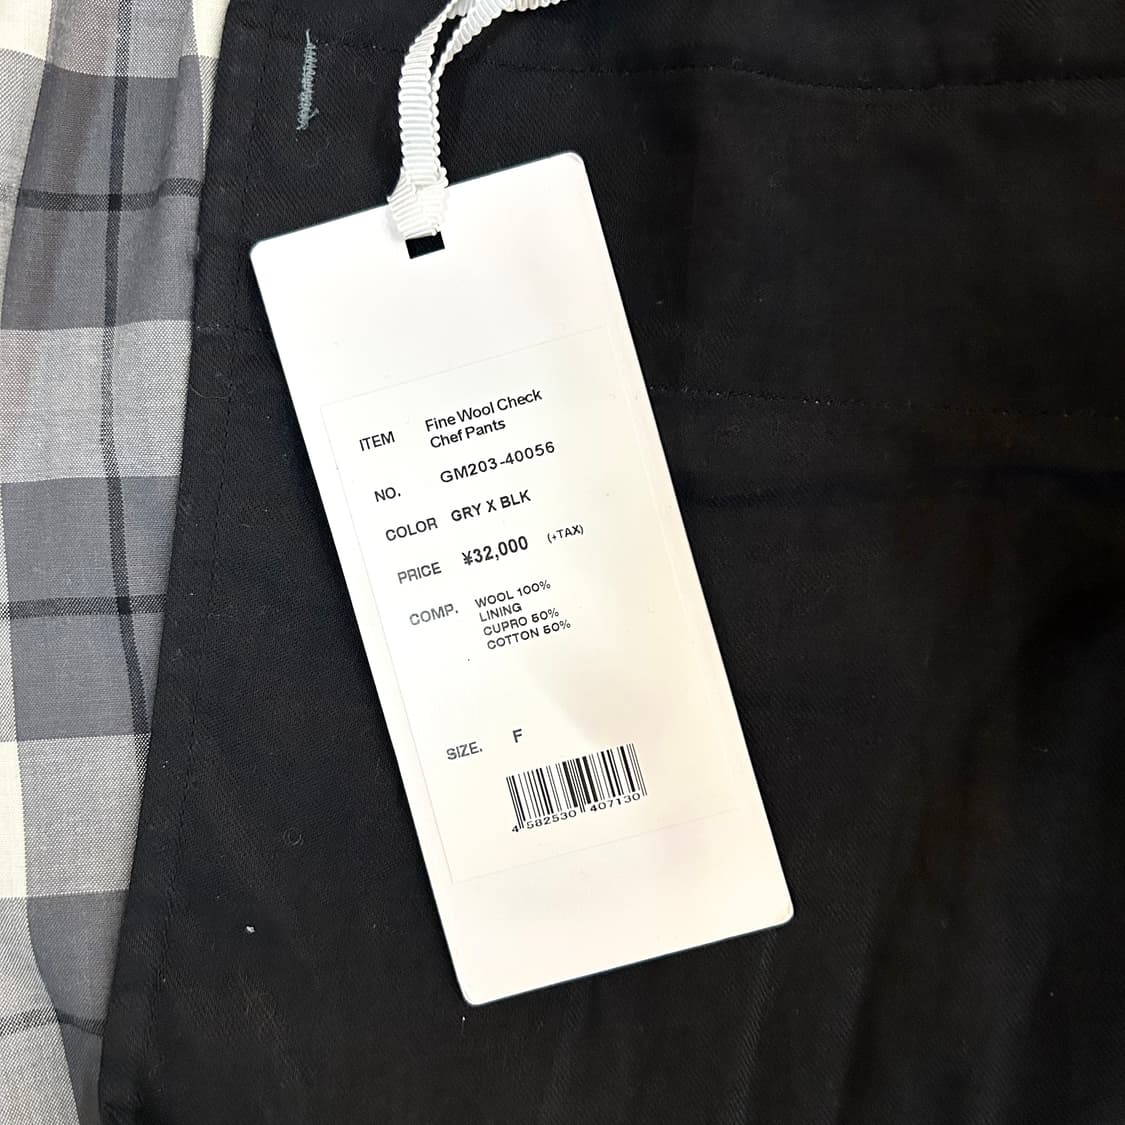 ITEM Fine Wool Check
Chef Pants
NO. GM203-40056
COLOR GRY X BLK
PRICE ¥32,000 (+TAX)
COMP. WOOL 100%
LINING
CUPRO 50%
COTTON 50%
SIZE. F
4 582530 407130